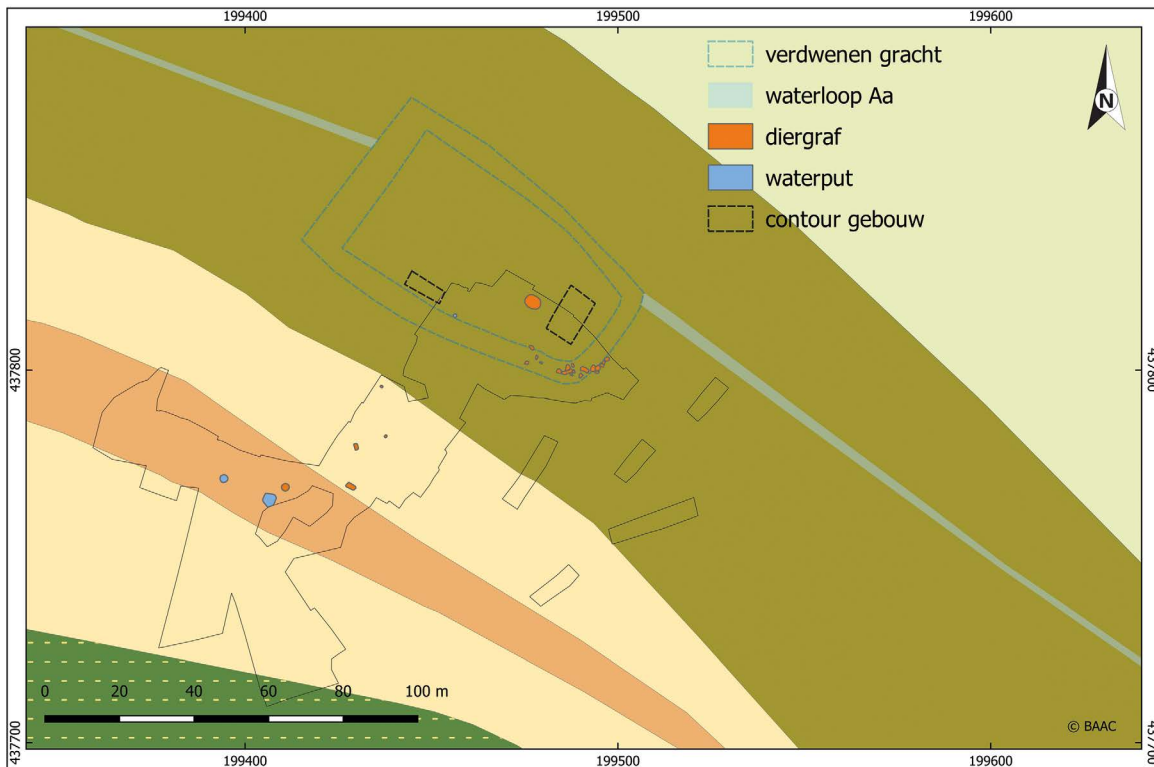 199400 199500 199600
verdwenen gracht
waterloop Aa
diergraf
waterput
contour gebouw
N
437800 437800
0 20 40 60 80 100 m
© BAAC
437700 437700
199400 199500 199600